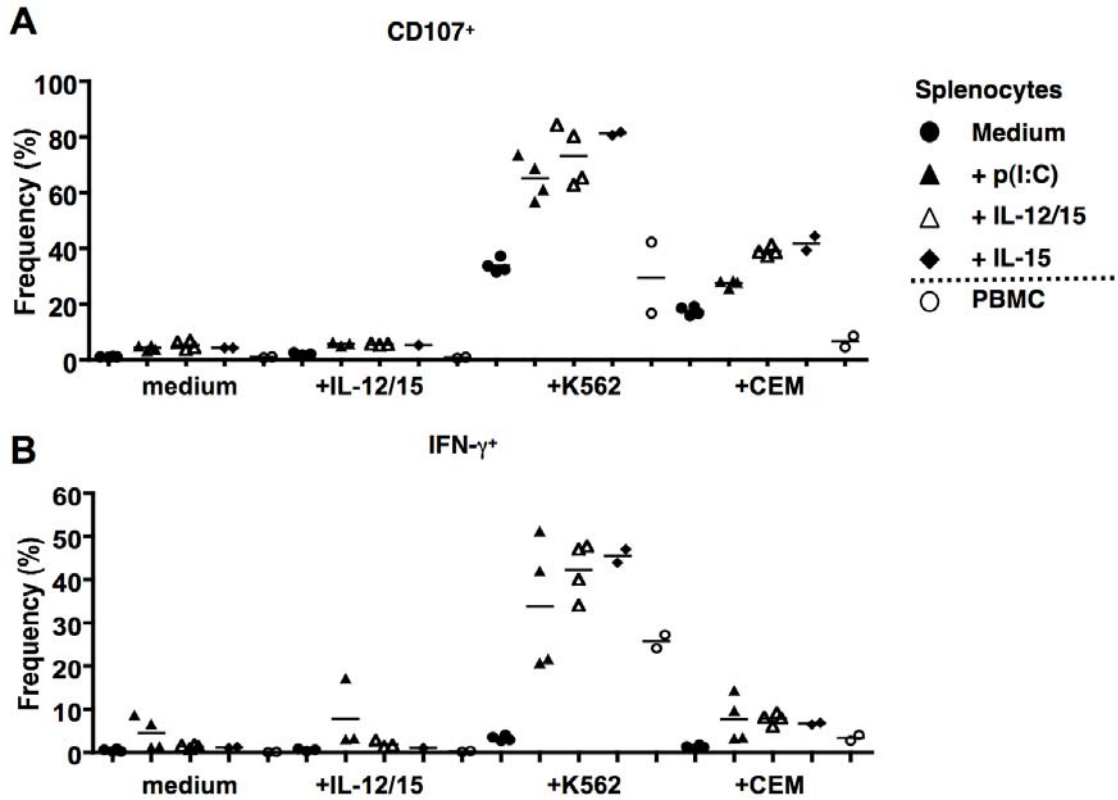 A
CD107+
Frequency (%)
100
80
60
40
20
0
medium
+IL-12/15
+K562
+CEM
Splenocytes
Medium
+ p(I:C)
+ IL-12/15
+ IL-15
PBMC
B
IFN-γ+
Frequency (%)
60
50
40
30
20
10
0
medium
+IL-12/15
+K562
+CEM